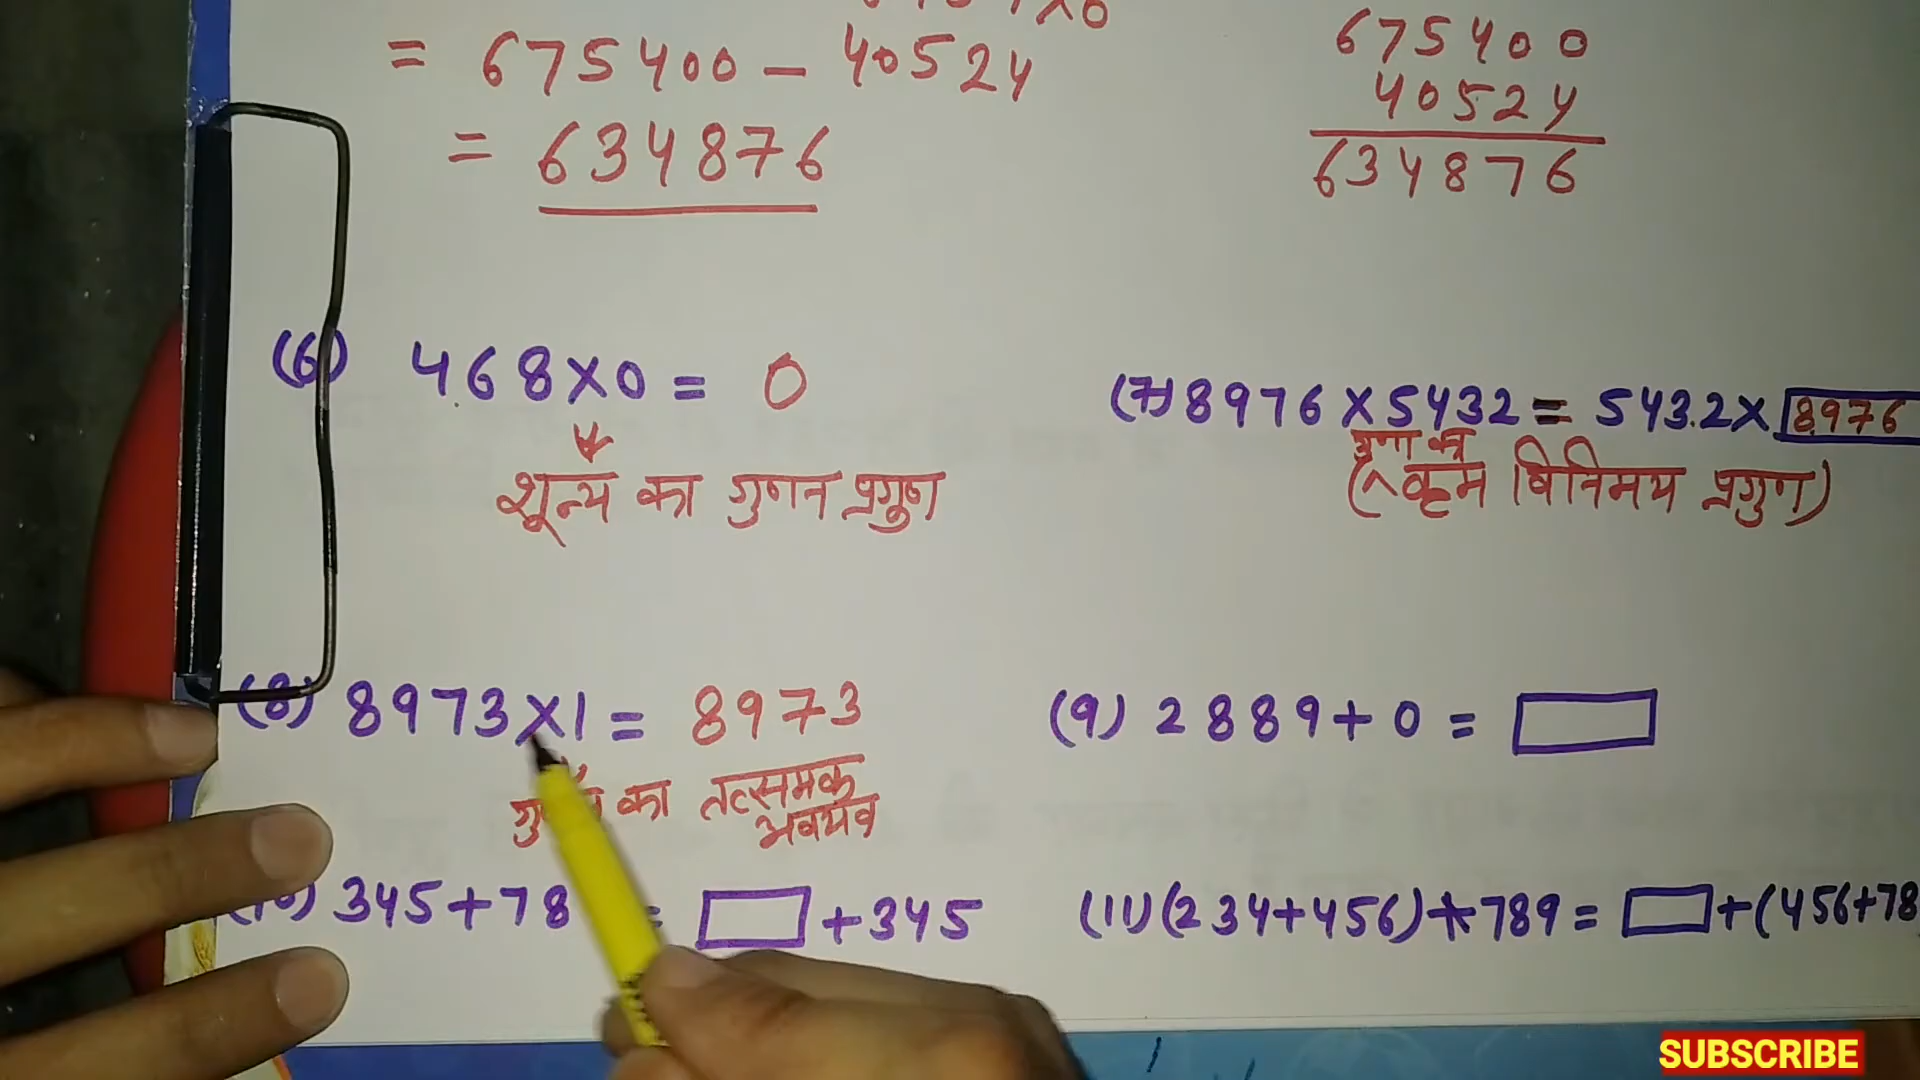 = 675400 - 40524
= 634876
675400
40524
634876
(6) 468×0 = 0
शून्य का गुणन प्रगुण
(7) 8976 × 5432 = 5432× 8976
गुणा का
(क्रम विनिमय प्रगुण)
(8) 8973×1 = 8973
का तत्समक
अवयव
(9) 2889+0 =
345+78 = +345
(11) (234+456)+789 = +(456+78
SUBSCRIBE